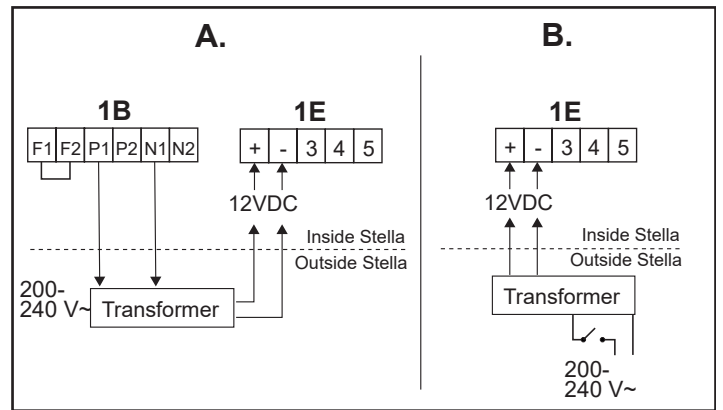 A.
1B
F1 F2 P1 P2 N1 N2
1E
+ - 3 4 5
12VDC
Inside Stella
Outside Stella
200-
240 V~
Transformer
B.
1E
+ - 3 4 5
12VDC
Inside Stella
Outside Stella
Transformer
200-
240 V~